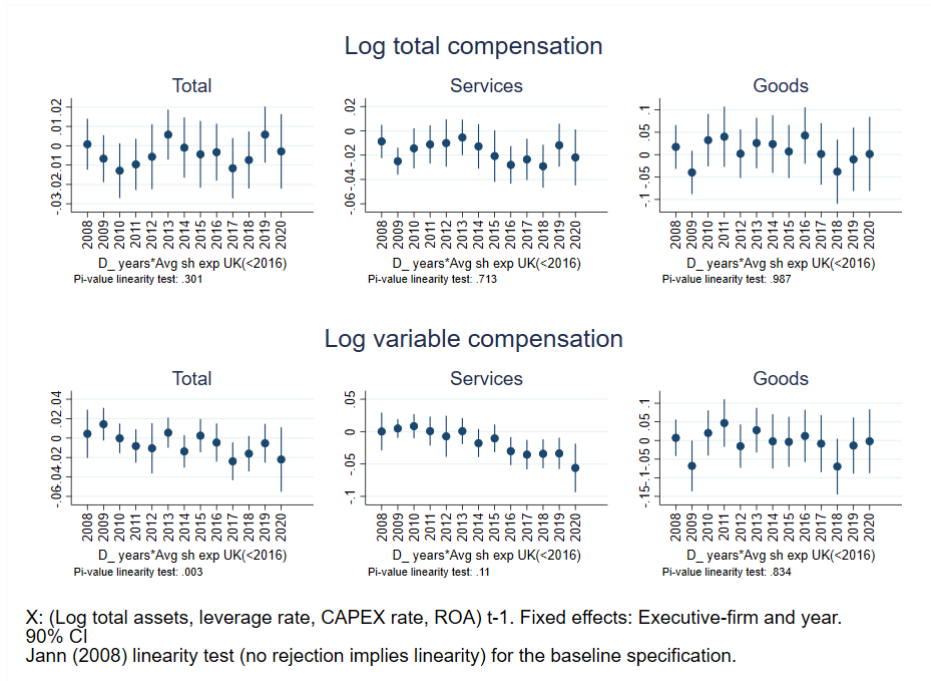 Log total compensation
Total
Services
Goods
-.03-.02-.01 0 .01.02
-.06 -.04 -.02 0 .02
-.1 -.05 0 .05 .1
2008 2009 2010 2011 2012 2013 2014 2015 2016 2017 2018 2019 2020
2008 2009 2010 2011 2012 2013 2014 2015 2016 2017 2018 2019 2020
2008 2009 2010 2011 2012 2013 2014 2015 2016 2017 2018 2019 2020
D_ years*Avg sh exp UK(<2016)
D_ years*Avg sh exp UK(<2016)
D_ years*Avg sh exp UK(<2016)
Pi-value linearity test: .301
Pi-value linearity test: .713
Pi-value linearity test: .987
Log variable compensation
Total
Services
Goods
-.06-.04-.02 0 .02.04
-.1 -.05 0 .05
-.15-.1-.05 0 .05 .1
2008 2009 2010 2011 2012 2013 2014 2015 2016 2017 2018 2019 2020
2008 2009 2010 2011 2012 2013 2014 2015 2016 2017 2018 2019 2020
2008 2009 2010 2011 2012 2013 2014 2015 2016 2017 2018 2019 2020
D_ years*Avg sh exp UK(<2016)
D_ years*Avg sh exp UK(<2016)
D_ years*Avg sh exp UK(<2016)
Pi-value linearity test: .003
Pi-value linearity test: .11
Pi-value linearity test: .834
X: (Log total assets, leverage rate, CAPEX rate, ROA) t-1. Fixed effects: Executive-firm and year.
90% CI
Jann (2008) linearity test (no rejection implies linearity) for the baseline specification.